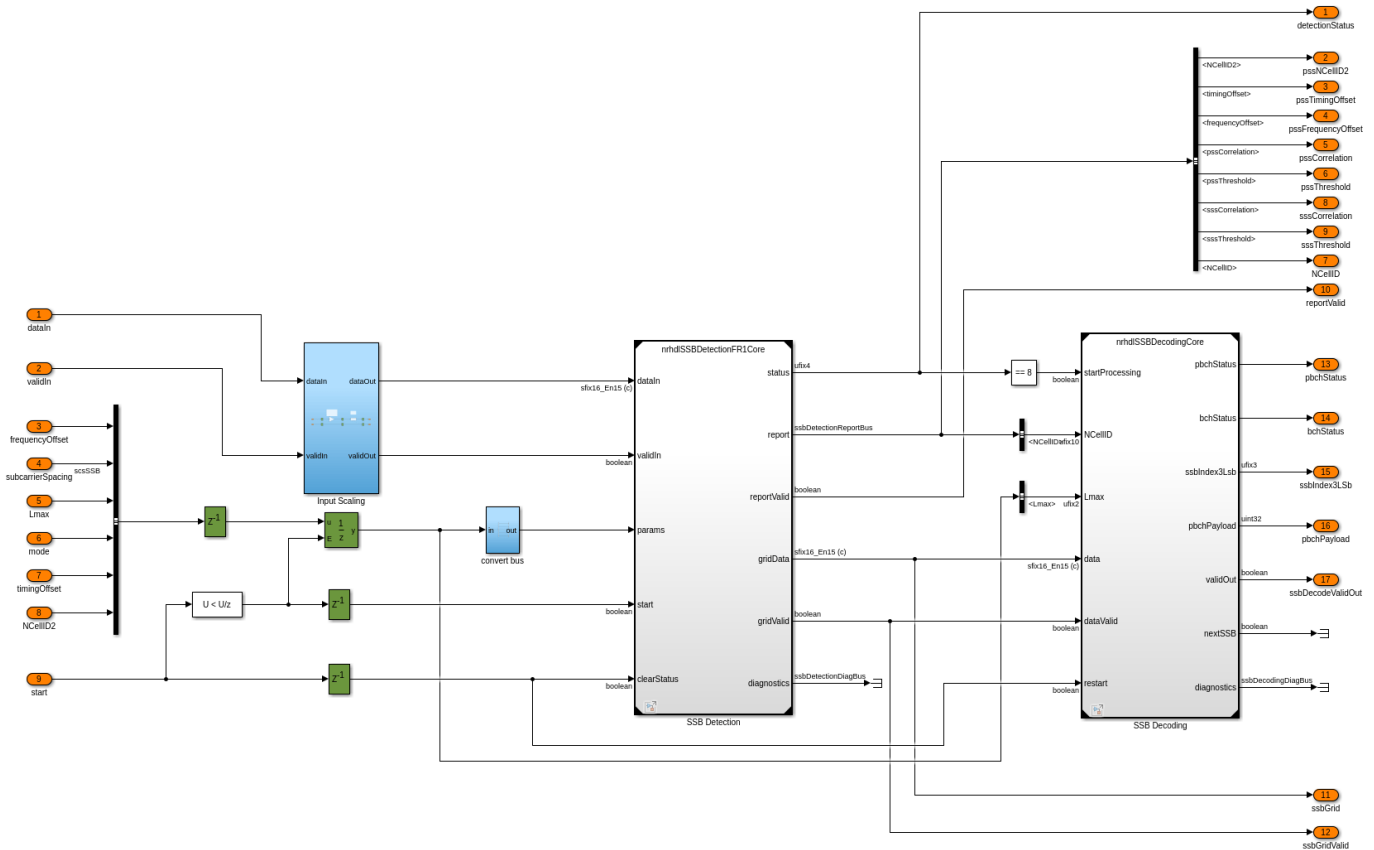 1
detectionStatus
<NCellID2>
2
pssNCellID2
<timingOffset>
3
pssTimingOffset
<frequencyOffset>
4
pssFrequencyOffset
<pssCorrelation>
5
pssCorrelation
<pssThreshold>
6
pssThreshold
<sssCorrelation>
8
sssCorrelation
<sssThreshold>
9
sssThreshold
<NCellID>
7
NCellID
10
reportValid
1
dataIn
2
validIn
3
frequencyOffset
4
subcarrierSpacing
scsSSB
5
Lmax
6
mode
7
timingOffset
8
NCellID2
9
start
dataIn
dataOut
validIn
validOut
Input Scaling
Z-1
u
E
1
z
y
in
out
convert bus
U < U/z
Z-1
Z-1
nrhdlSSBDetectionFR1Core
sfix16_En15 (c)
dataIn
boolean
validIn
params
boolean
start
boolean
clearStatus
status
ufix4
report
ssbDetectionReportBus
reportValid
boolean
gridData
sfix16_En15 (c)
gridValid
boolean
diagnostics
ssbDetectionDiagBus
SSB Detection
== 8
boolean
<NCellID>
ufix10
<Lmax>
ufix2
sfix16_En15 (c)
boolean
boolean
nrhdlSSBDecodingCore
startProcessing
NCellID
Lmax
data
dataValid
restart
pbchStatus
bchStatus
ssbIndex3Lsb
ufix3
pbchPayload
uint32
validOut
boolean
nextSSB
boolean
diagnostics
ssbDecodingDiagBus
SSB Decoding
13
pbchStatus
14
bchStatus
15
ssbIndex3LSb
16
pbchPayload
17
ssbDecodeValidOut
11
ssbGrid
12
ssbGridValid